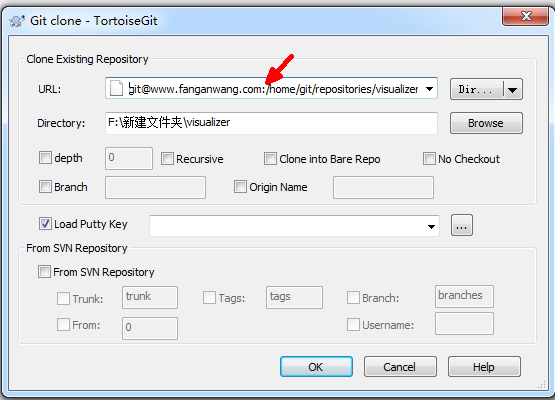 Git clone - TortoiseGit
Clone Existing Repository
URL: git@www.fanganwang.com:/home/git/repositories/visualizer Dir...
Directory: F:\新建文件夹\visualizer Browse
depth 0 Recursive Clone into Bare Repo No Checkout
Branch Origin Name
Load Putty Key ...
From SVN Repository
From SVN Repository
Trunk: trunk Tags: tags Branch: branches
From: 0 Username:
OK Cancel Help